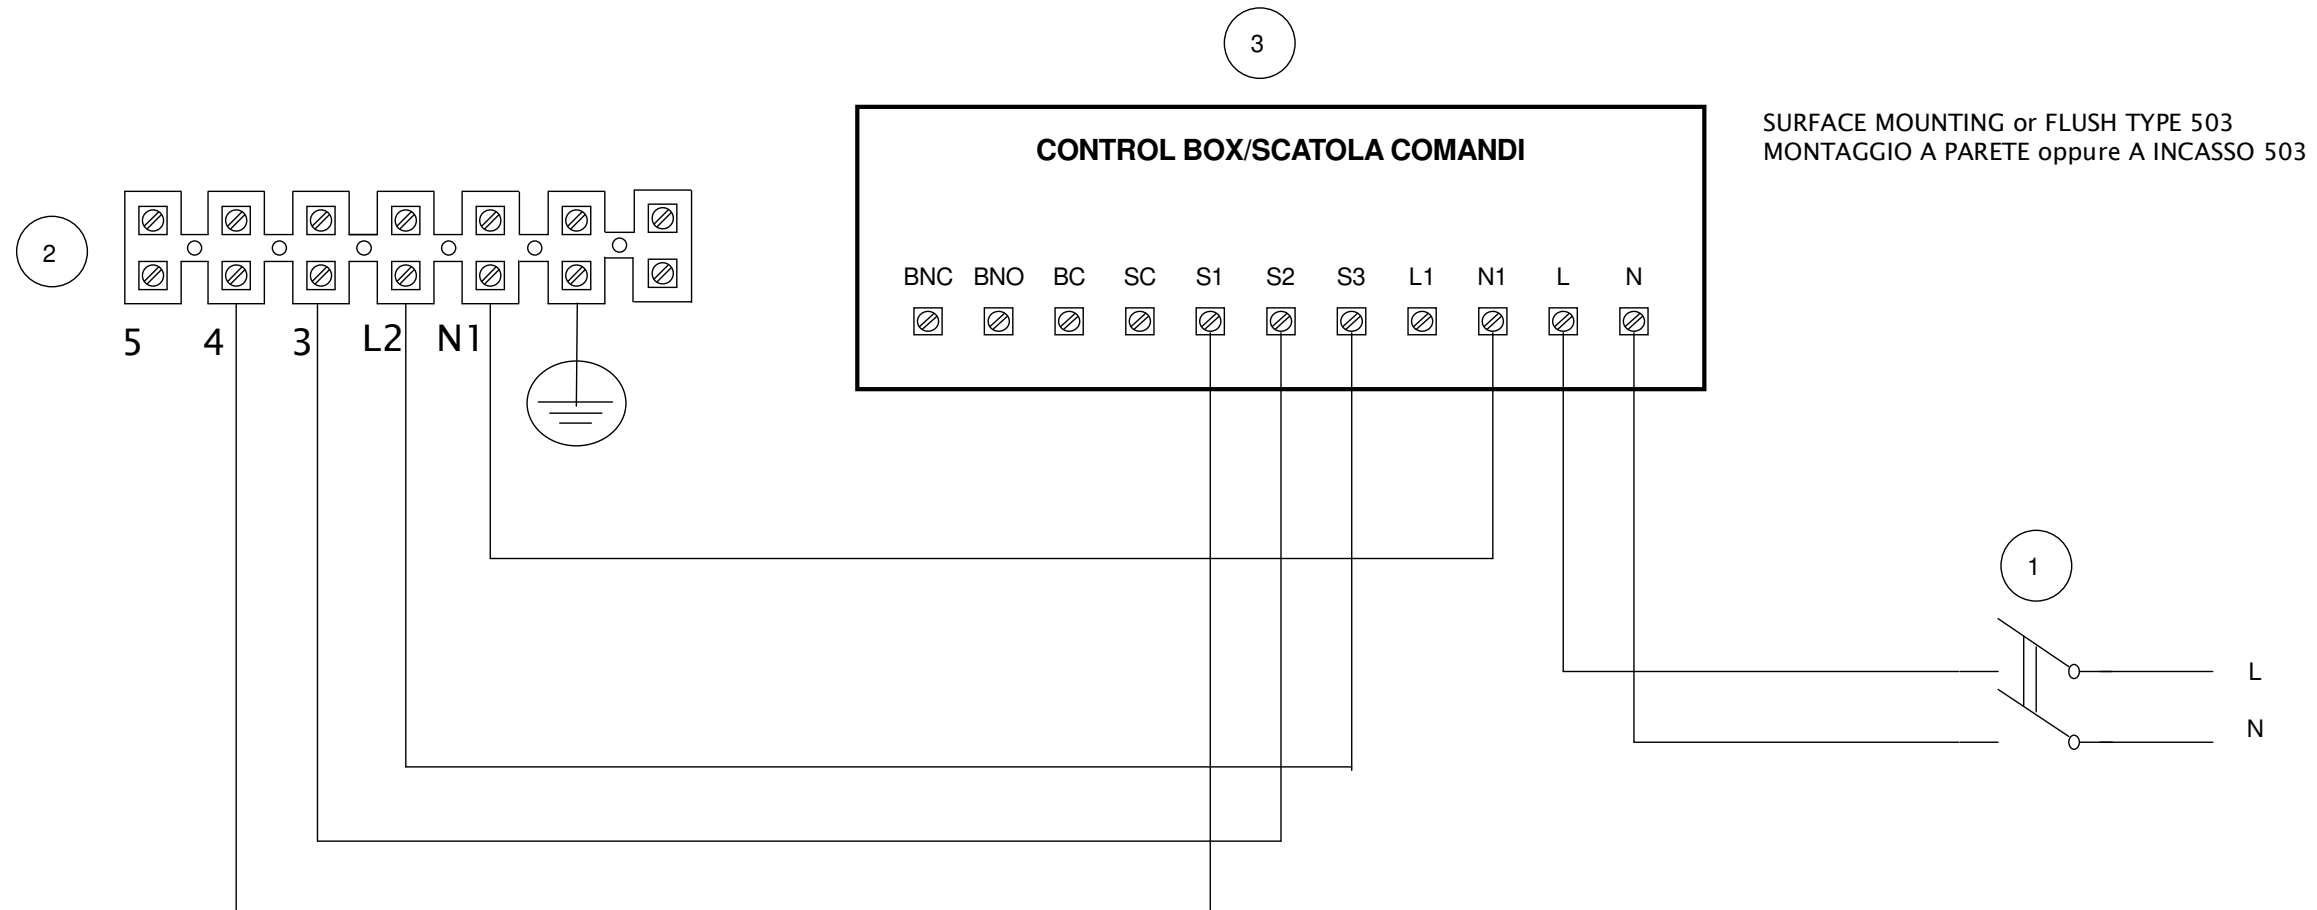 3
CONTROL BOX/SCATOLA COMANDI
SURFACE MOUNTING or FLUSH TYPE 503
MONTAGGIO A PARETE oppure A INCASSO 503
2
BNC BNO BC SC S1 S2 S3 L1 N1 L N
5 4 3 L2 N1
1
L
N